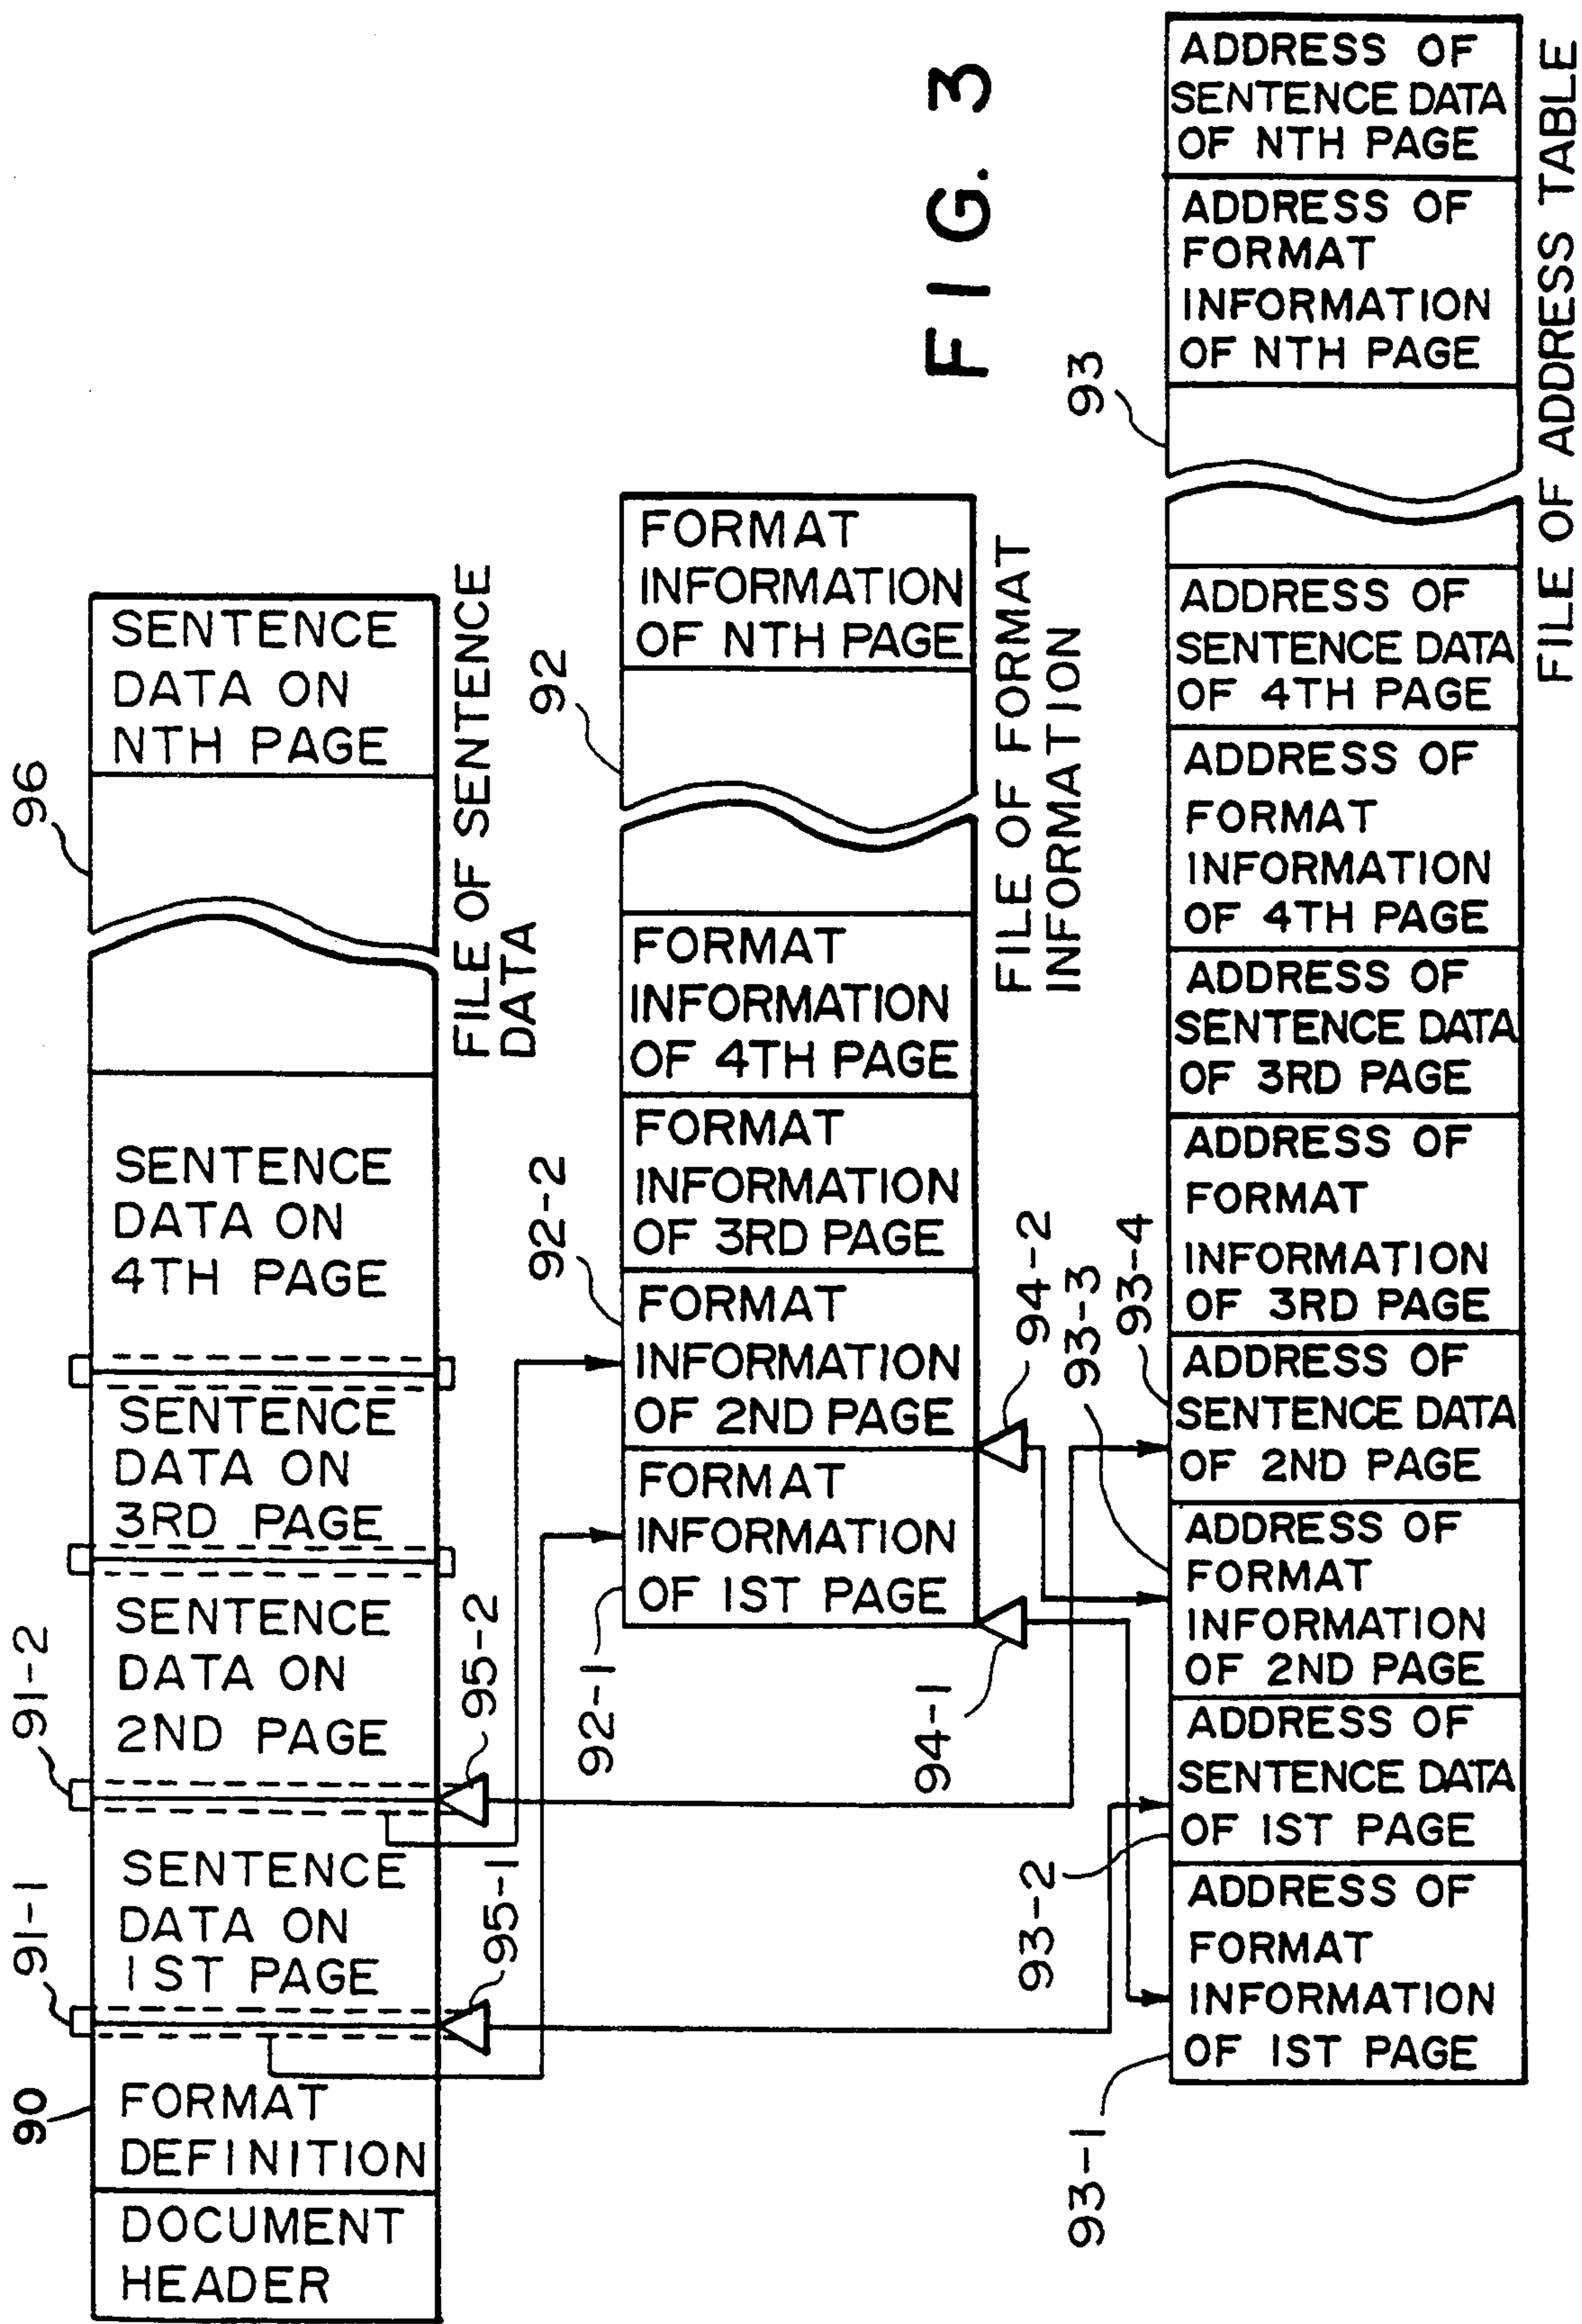 96
91-2
91-1
90
DOCUMENT
HEADER
FORMAT
DEFINITION
SENTENCE
DATA ON
1ST PAGE
SENTENCE
DATA ON
2ND PAGE
SENTENCE
DATA ON
3RD PAGE
SENTENCE
DATA ON
4TH PAGE
SENTENCE
DATA ON
NTH PAGE
FILE OF SENTENCE
DATA
95-1
95-2
92-1
92-2
92
FORMAT
INFORMATION
OF 1ST PAGE
FORMAT
INFORMATION
OF 2ND PAGE
FORMAT
INFORMATION
OF 3RD PAGE
FORMAT
INFORMATION
OF 4TH PAGE
FORMAT
INFORMATION
OF NTH PAGE
FILE OF FORMAT
INFORMATION
94-1
94-2
FIG. 3
93-1
93-2
93-3
93-4
93
ADDRESS OF
FORMAT
INFORMATION
OF 1ST PAGE
ADDRESS OF
SENTENCE DATA
OF 1ST PAGE
ADDRESS OF
FORMAT
INFORMATION
OF 2ND PAGE
ADDRESS OF
SENTENCE DATA
OF 2ND PAGE
ADDRESS OF
FORMAT
INFORMATION
OF 3RD PAGE
ADDRESS OF
SENTENCE DATA
OF 3RD PAGE
ADDRESS OF
FORMAT
INFORMATION
OF 4TH PAGE
ADDRESS OF
SENTENCE DATA
OF 4TH PAGE
ADDRESS OF
FORMAT
INFORMATION
OF NTH PAGE
ADDRESS OF
SENTENCE DATA
OF NTH PAGE
FILE OF ADDRESS TABLE